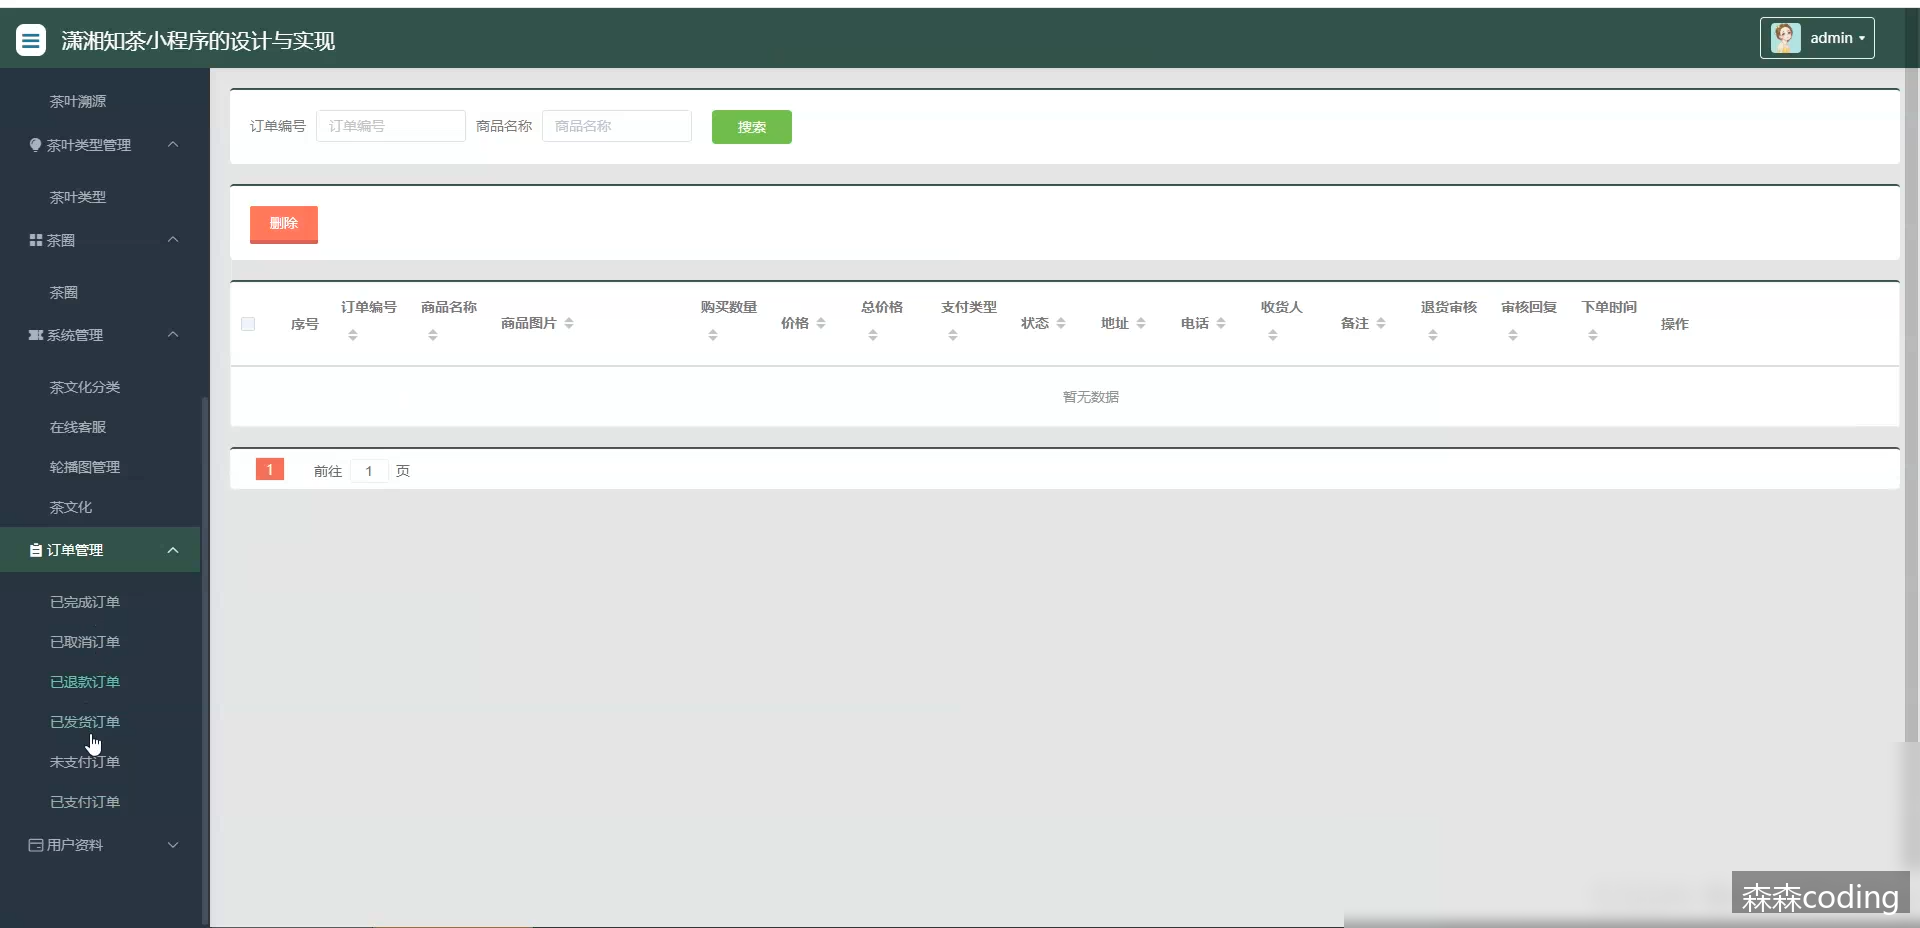 潇湘知茶小程序的设计与实现
admin
茶叶溯源
茶叶类型管理
茶叶类型
茶圈
茶圈
系统管理
茶文化分类
在线客服
轮播图管理
茶文化
订单管理
已完成订单
已取消订单
已退款订单
已发货订单
未支付订单
已支付订单
用户资料
订单编号 订单编号 商品名称 商品名称 搜索
删除
序号 订单编号 商品名称 商品图片 购买数量 价格 总价格 支付类型 状态 地址 电话 收货人 备注 退货审核 审核回复 下单时间 操作
暂无数据
1 前往 1 页
森森coding